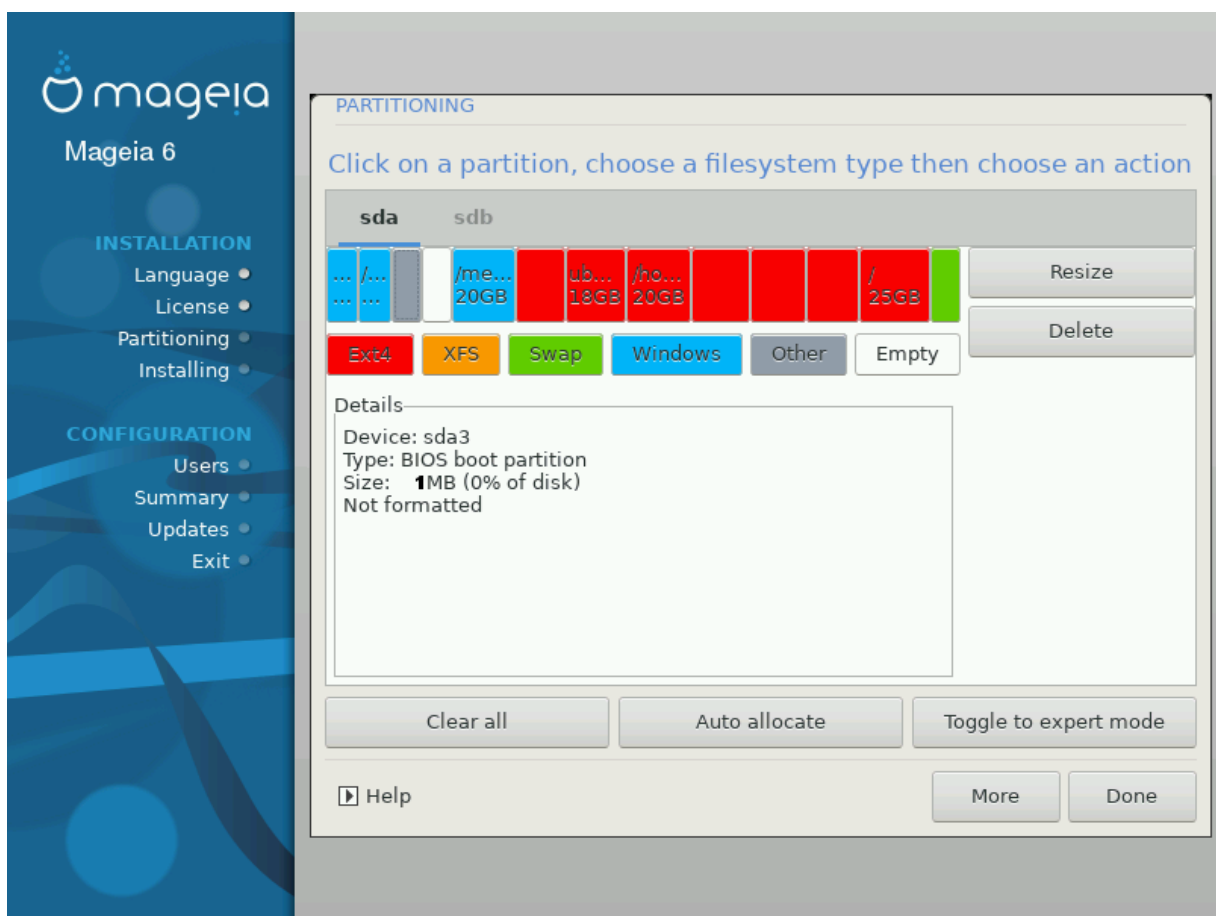 mageia
Mageia 6
INSTALLATION
Language
License
Partitioning
Installing
CONFIGURATION
Users
Summary
Updates
Exit
PARTITIONING
Click on a partition, choose a filesystem type then choose an action
sda sdb
... /... /me... ub... /ho... /
... ... 20GB 18GB 20GB 25GB
Resize
Delete
Ext4 XFS Swap Windows Other Empty
Details
Device: sda3
Type: BIOS boot partition
Size: 1MB (0% of disk)
Not formatted
Clear all Auto allocate Toggle to expert mode
Help More Done